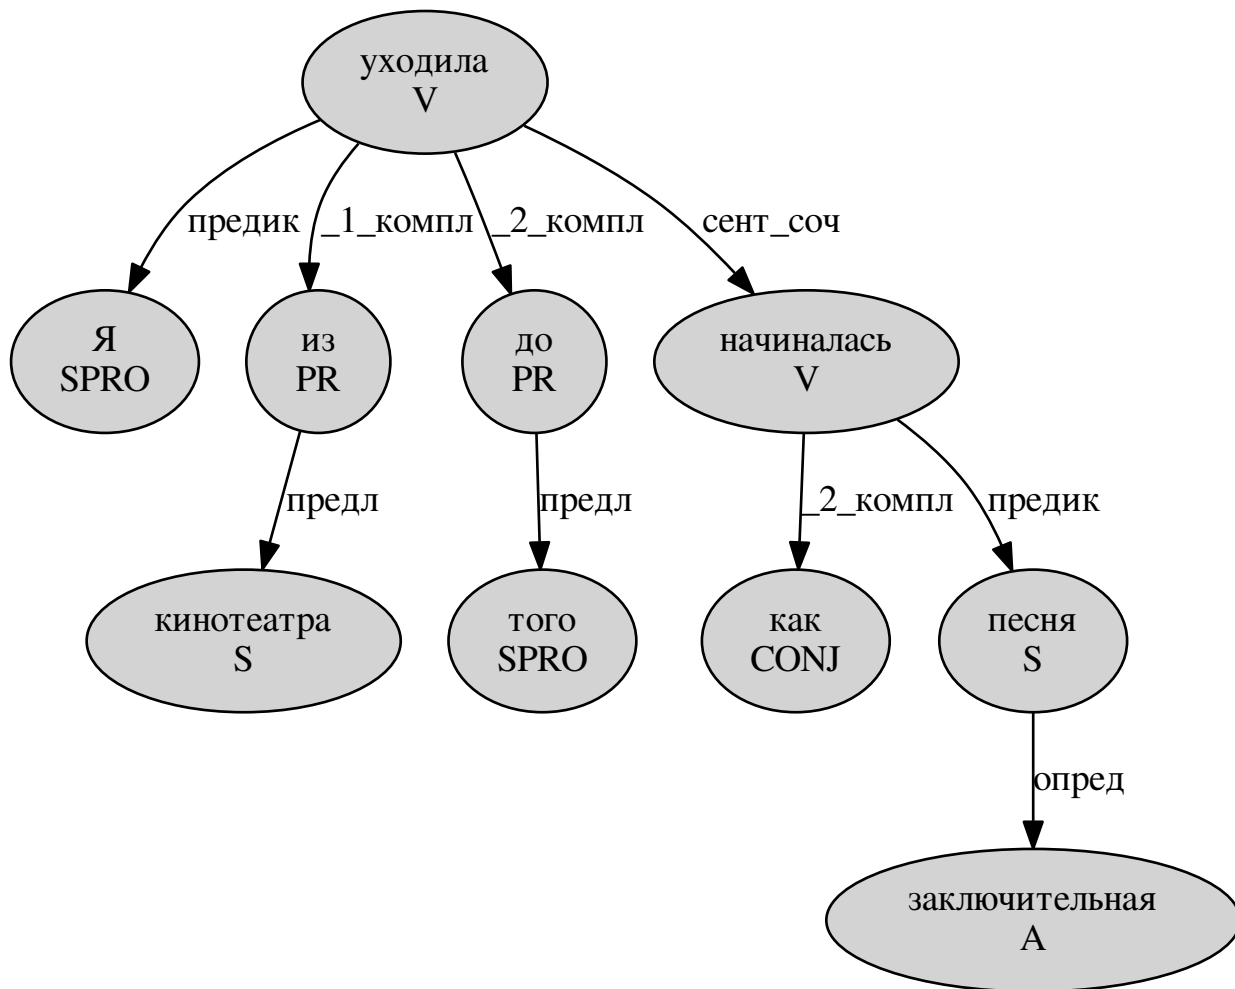 уходила
V
предик
_1_компл
_2_компл
сент_соч
Я
SPRO
из
PR
до
PR
начиналась
V
предл
предл
_2_компл
предик
кинотеатра
S
того
SPRO
как
CONJ
песня
S
опред
заключительная
A